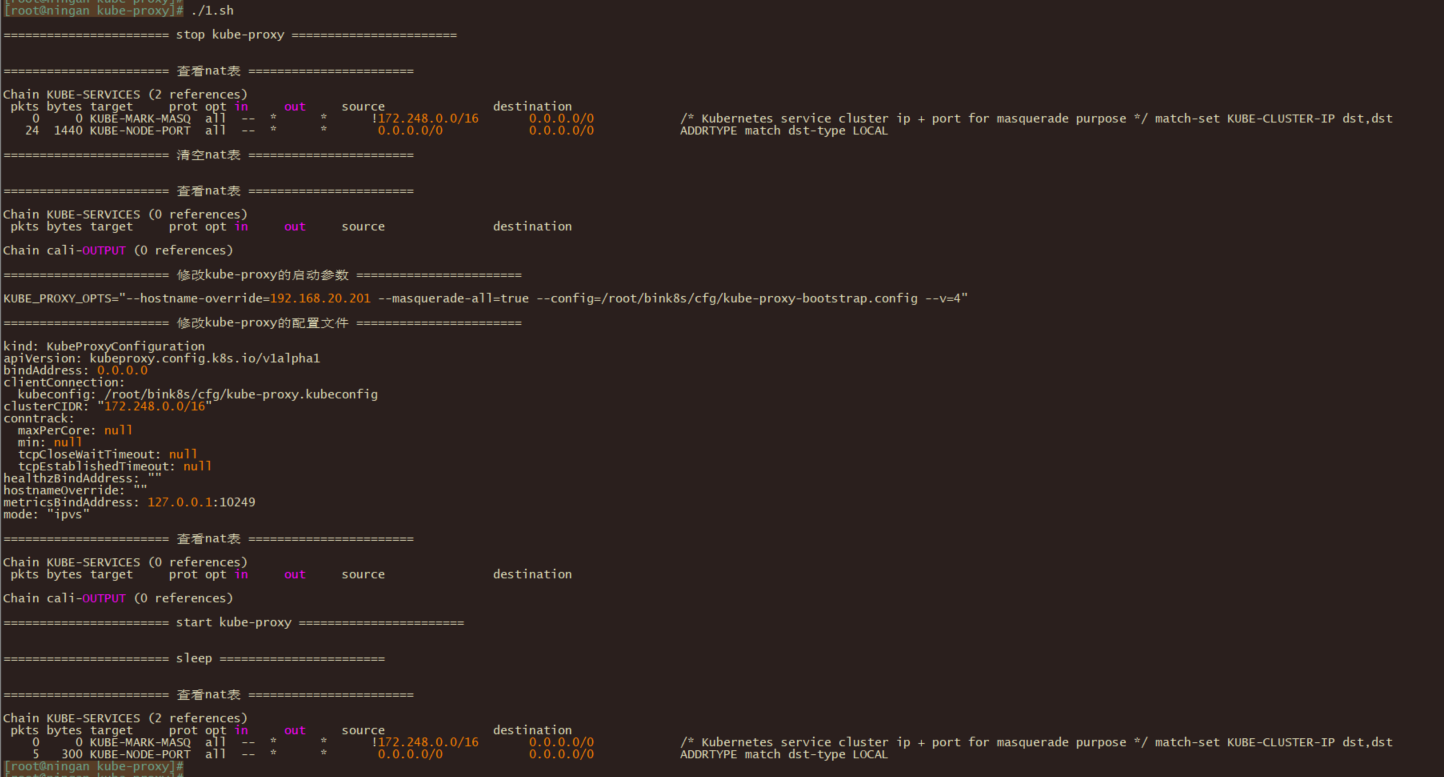 [root@ningan kube-proxy]#
[root@ningan kube-proxy]# ./1.sh
======================= stop kube-proxy =======================
======================= 查看nat表 =======================
Chain KUBE-SERVICES (2 references)
 pkts bytes target     prot opt in     out     source               destination
    0     0 KUBE-MARK-MASQ  all  --  *      *      !172.248.0.0/16       0.0.0.0/0            /* Kubernetes service cluster ip + port for masquerade purpose */ match-set KUBE-CLUSTER-IP dst,dst
   24  1440 KUBE-NODE-PORT  all  --  *      *       0.0.0.0/0            0.0.0.0/0            ADDRTYPE match dst-type LOCAL
======================= 清空nat表 =======================
======================= 查看nat表 =======================
Chain KUBE-SERVICES (0 references)
 pkts bytes target     prot opt in     out     source               destination
Chain cali-OUTPUT (0 references)
======================= 修改kube-proxy的启动参数 =======================
KUBE_PROXY_OPTS="--hostname-override=192.168.20.201 --masquerade-all=true --config=/root/bink8s/cfg/kube-proxy-bootstrap.config --v=4"
======================= 修改kube-proxy的配置文件 =======================
kind: KubeProxyConfiguration
apiVersion: kubeproxy.config.k8s.io/v1alpha1
bindAddress: 0.0.0.0
clientConnection:
  kubeconfig: /root/bink8s/cfg/kube-proxy.kubeconfig
clusterCIDR: "172.248.0.0/16"
conntrack:
  maxPerCore: null
  min: null
  tcpCloseWaitTimeout: null
  tcpEstablishedTimeout: null
healthzBindAddress: ""
hostnameOverride: ""
metricsBindAddress: 127.0.0.1:10249
mode: "ipvs"
======================= 查看nat表 =======================
Chain KUBE-SERVICES (0 references)
 pkts bytes target     prot opt in     out     source               destination
Chain cali-OUTPUT (0 references)
======================= start kube-proxy =======================
======================= sleep =======================
======================= 查看nat表 =======================
Chain KUBE-SERVICES (2 references)
 pkts bytes target     prot opt in     out     source               destination
    0     0 KUBE-MARK-MASQ  all  --  *      *      !172.248.0.0/16       0.0.0.0/0            /* Kubernetes service cluster ip + port for masquerade purpose */ match-set KUBE-CLUSTER-IP dst,dst
    5   300 KUBE-NODE-PORT  all  --  *      *       0.0.0.0/0            0.0.0.0/0            ADDRTYPE match dst-type LOCAL
[root@ningan kube-proxy]#
[root@ningan kube-proxy]#